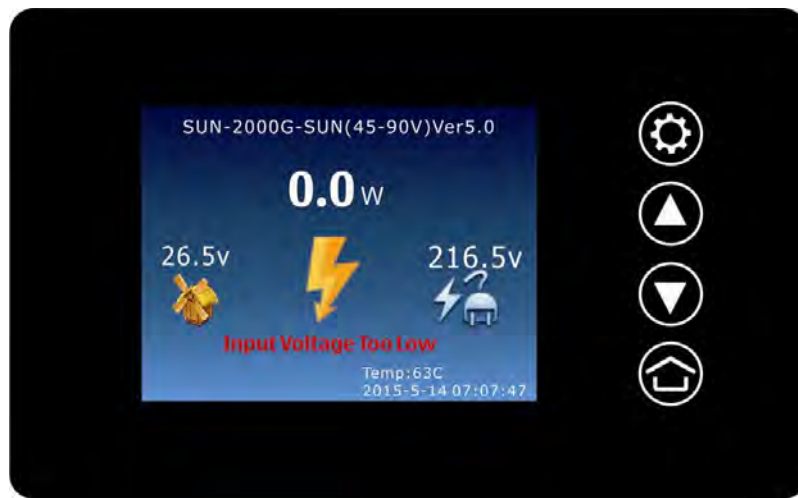 SUN-2000G-SUN(45-90V)Ver5.0
0.0 W
26.5v
216.5v
Input Voltage Too Low
Temp:63C
2015-5-14 07:07:47